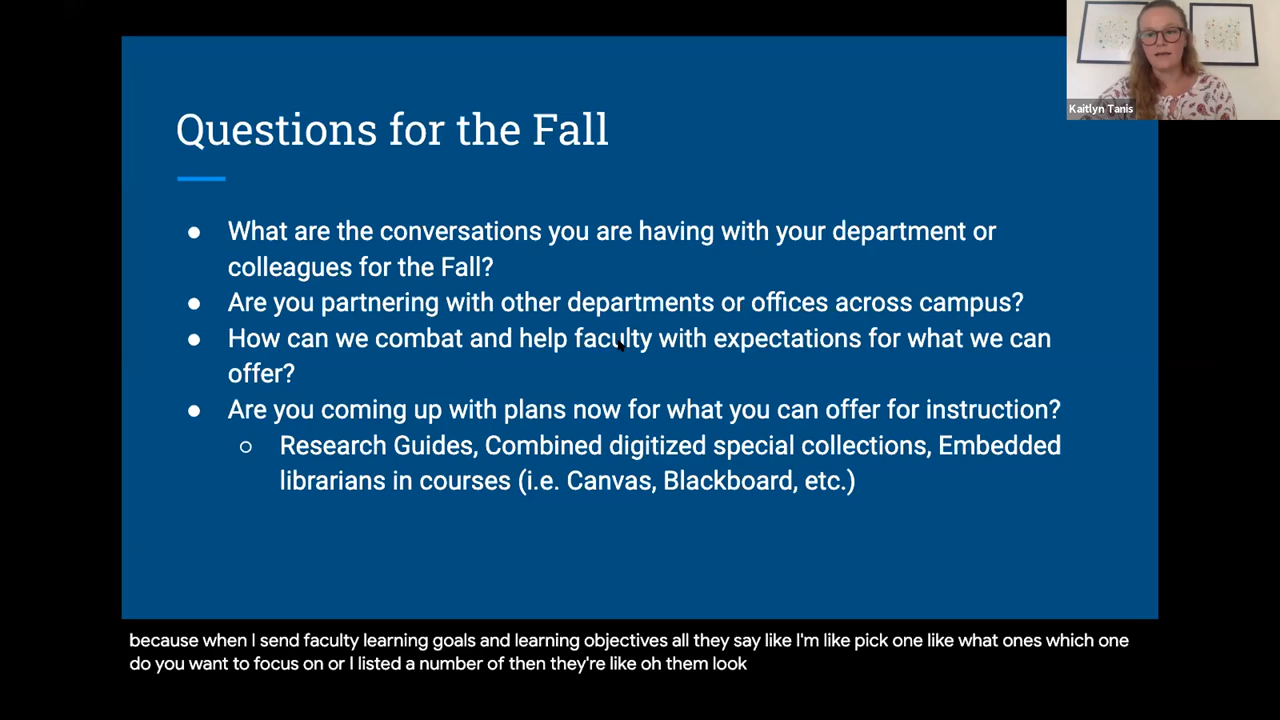 Kaitlyn Tanis
Questions for the Fall
● What are the conversations you are having with your department or
colleagues for the Fall?
● Are you partnering with other departments or offices across campus?
● How can we combat and help faculty with expectations for what we can
offer?
● Are you coming up with plans now for what you can offer for instruction?
○ Research Guides, Combined digitized special collections, Embedded
librarians in courses (i.e. Canvas, Blackboard, etc.)
because when I send faculty learning goals and learning objectives all they say like I'm like pick one like what ones which one
do you want to focus on or I listed a number of then they're like oh them look